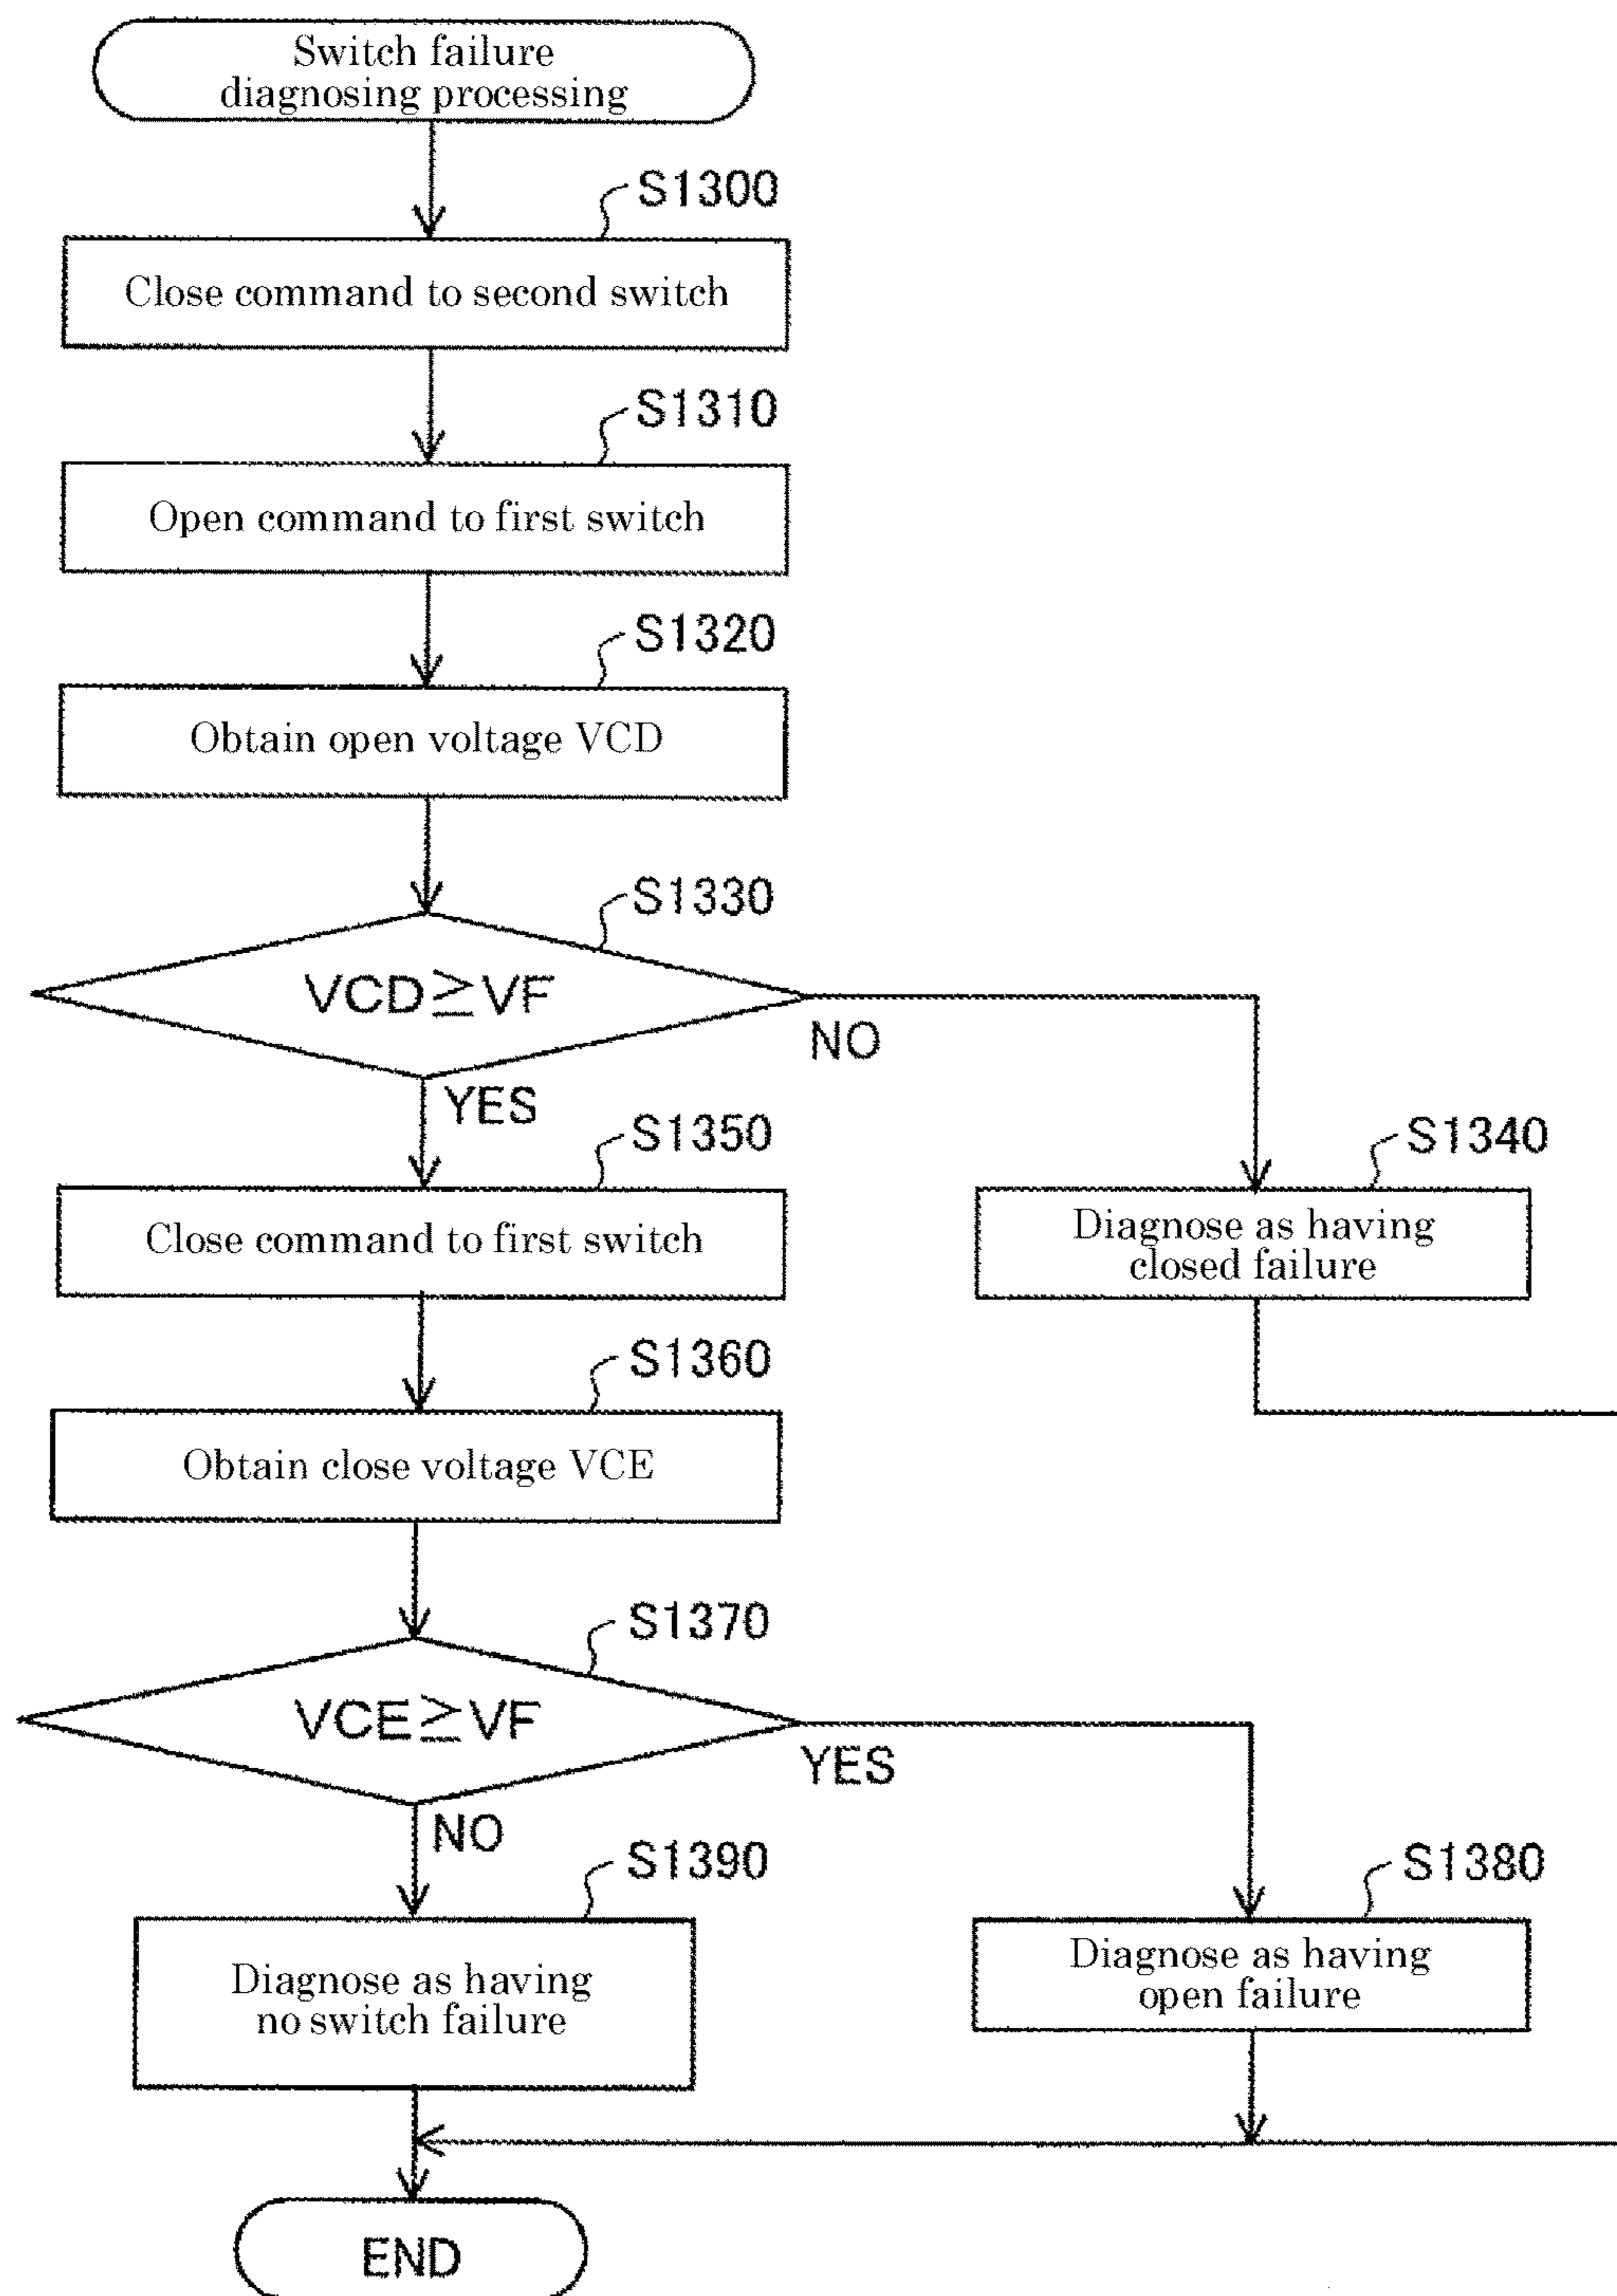 Switch failure
diagnosing processing
S1300
Close command to second switch
S1310
Open command to first switch
S1320
Obtain open voltage VCD
S1330
VCD≧VF
NO
YES
S1350
Close command to first switch
S1340
Diagnose as having
closed failure
S1360
Obtain close voltage VCE
S1370
VCE≧VF
YES
NO
S1390
Diagnose as having
no switch failure
S1380
Diagnose as having
open failure
END